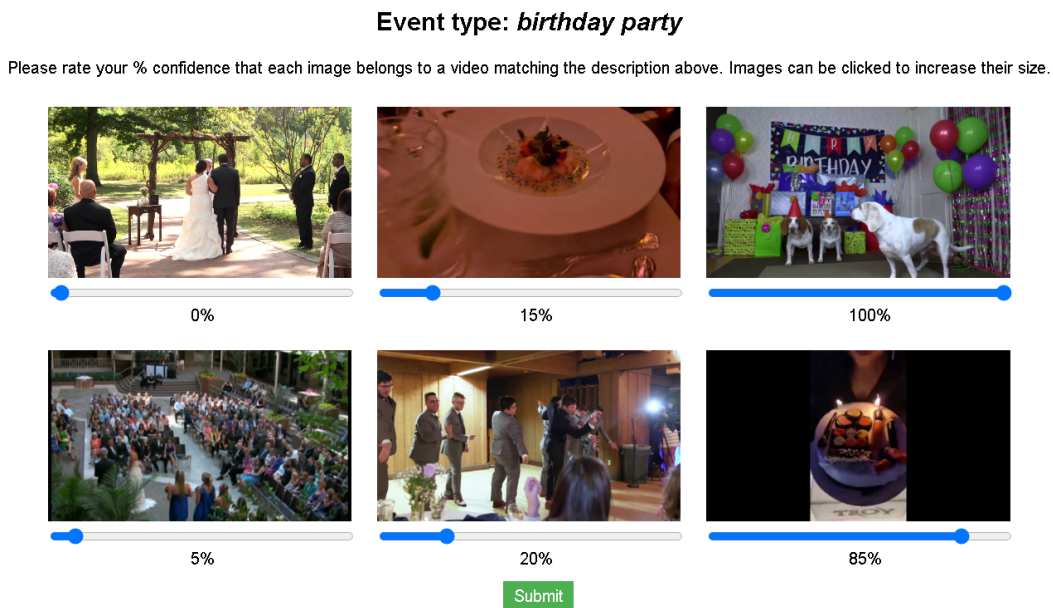 Event type: birthday party
Please rate your % confidence that each image belongs to a video matching the description above. Images can be clicked to increase their size.
BIRTHDAY
0%
15%
100%
TROY
5%
20%
85%
Submit